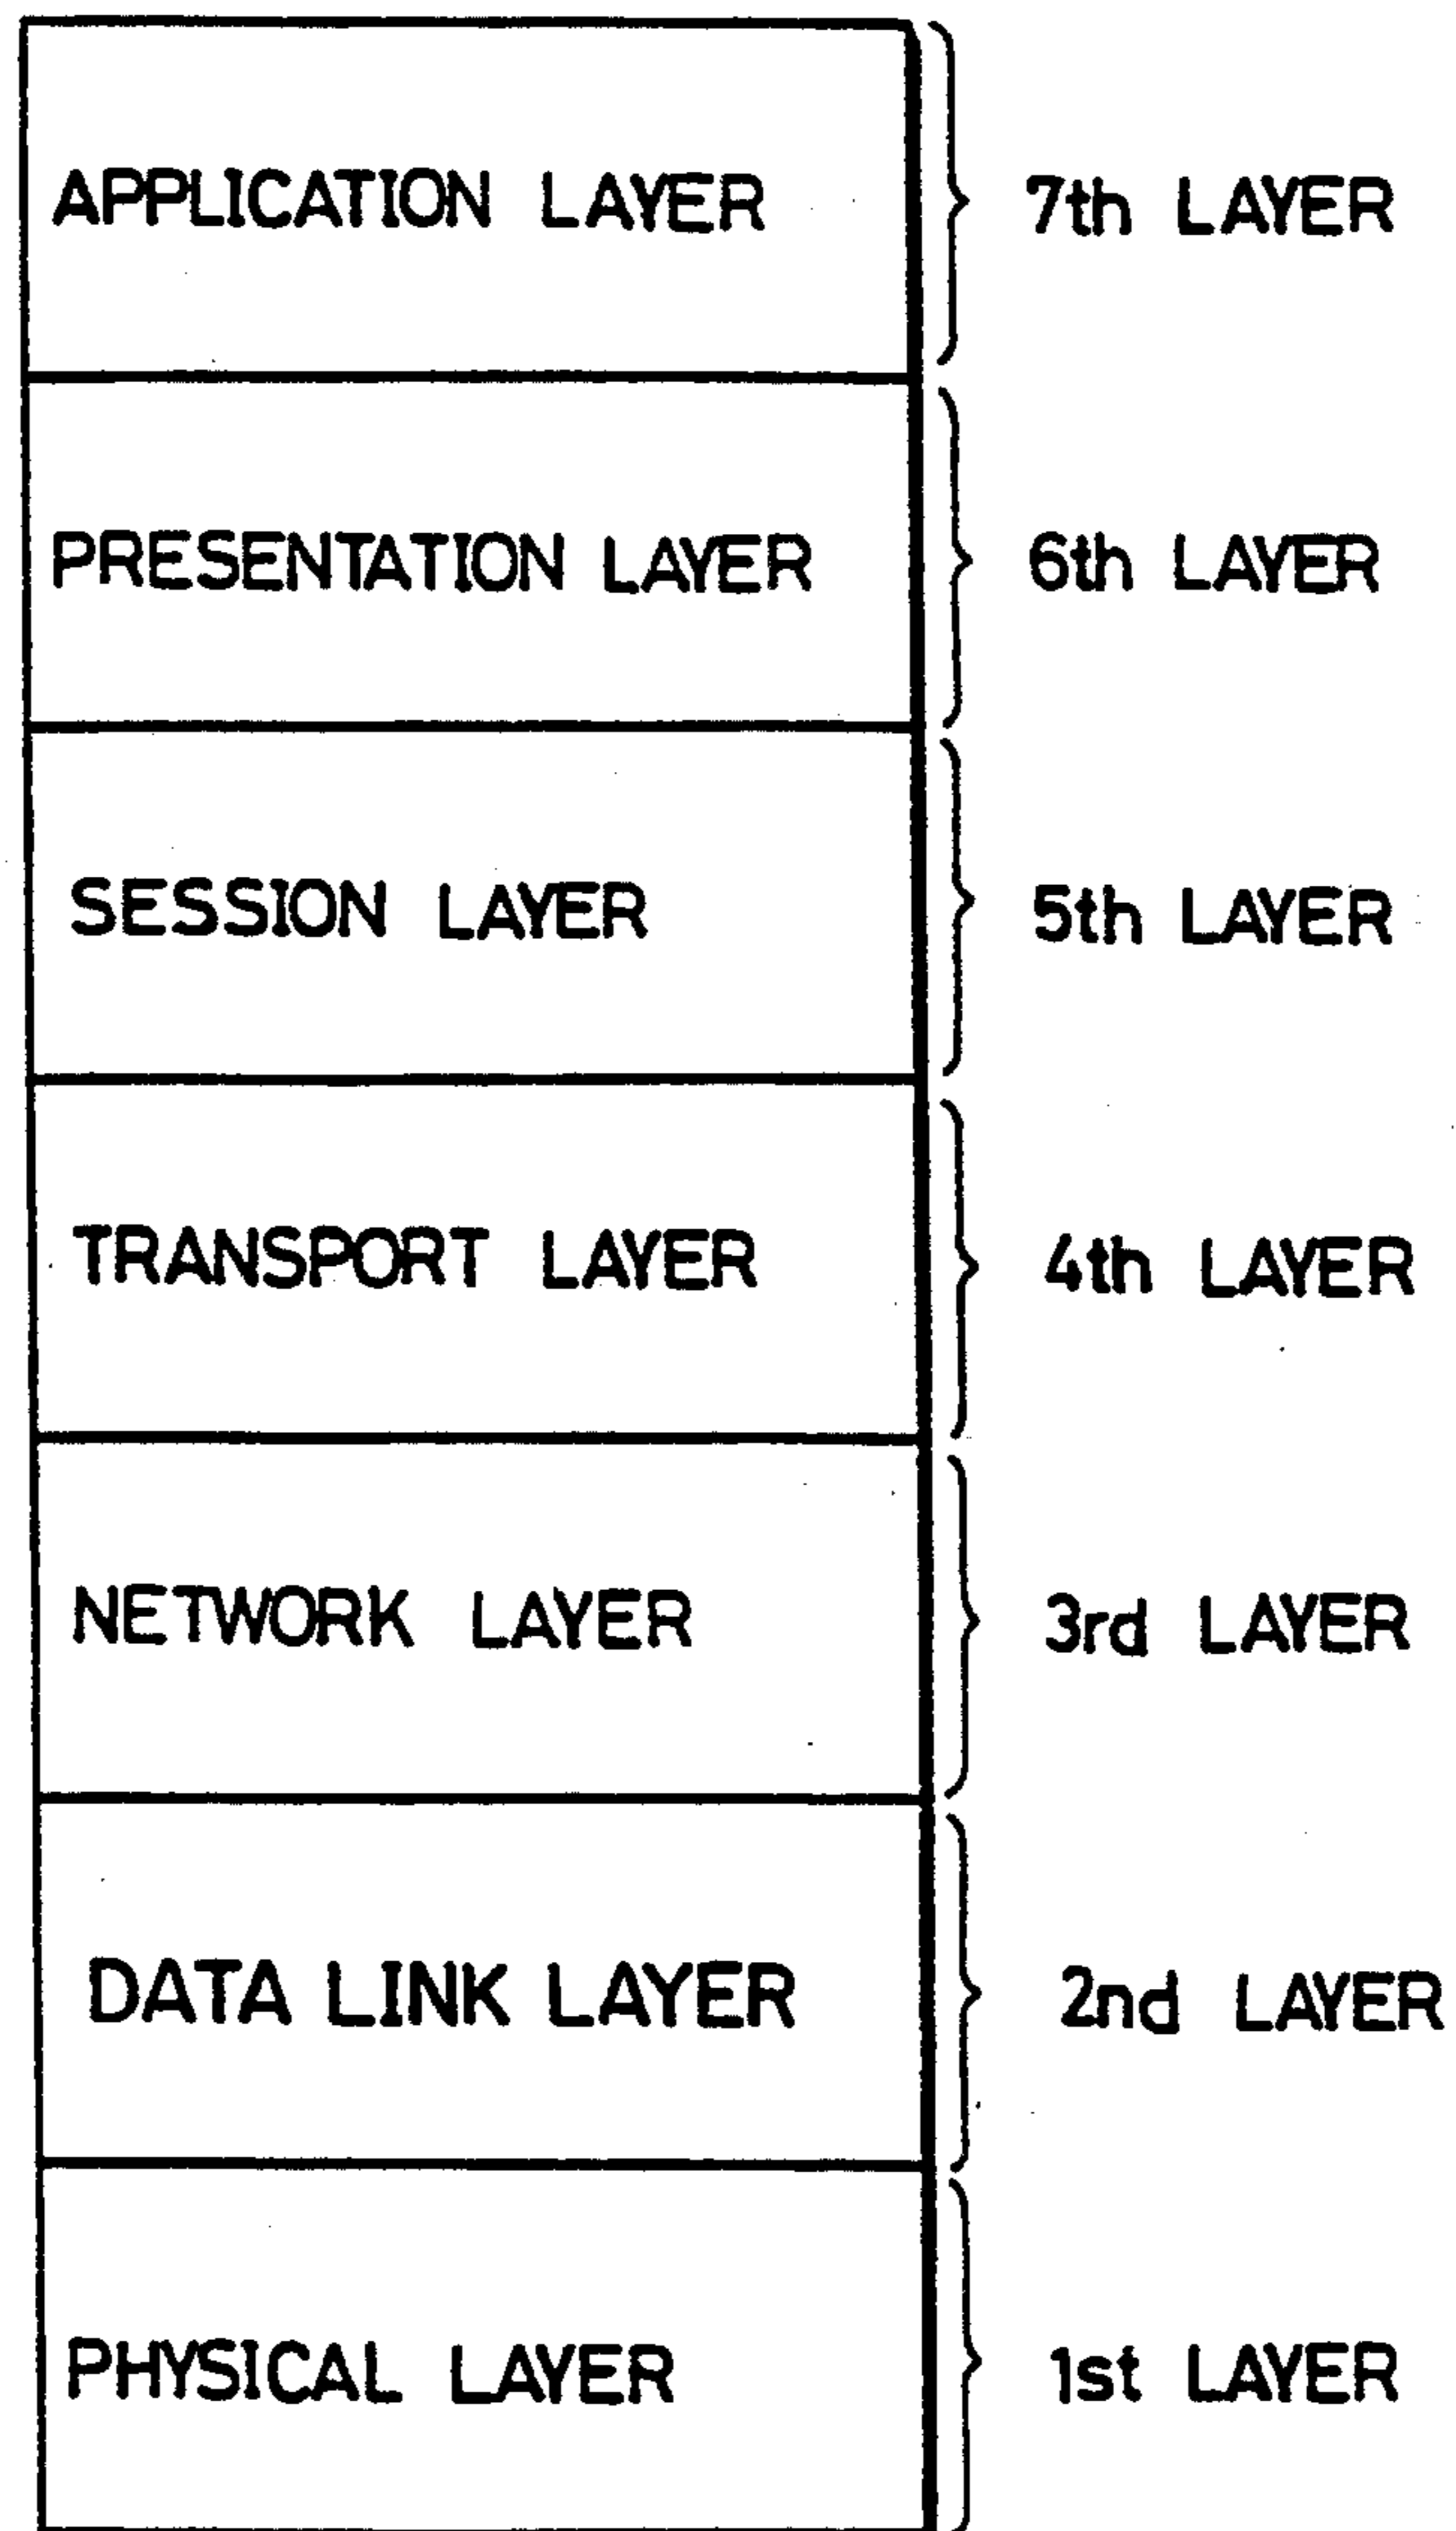 APPLICATION LAYER 7th LAYER
PRESENTATION LAYER 6th LAYER
SESSION LAYER 5th LAYER
TRANSPORT LAYER 4th LAYER
NETWORK LAYER 3rd LAYER
DATA LINK LAYER 2nd LAYER
PHYSICAL LAYER 1st LAYER